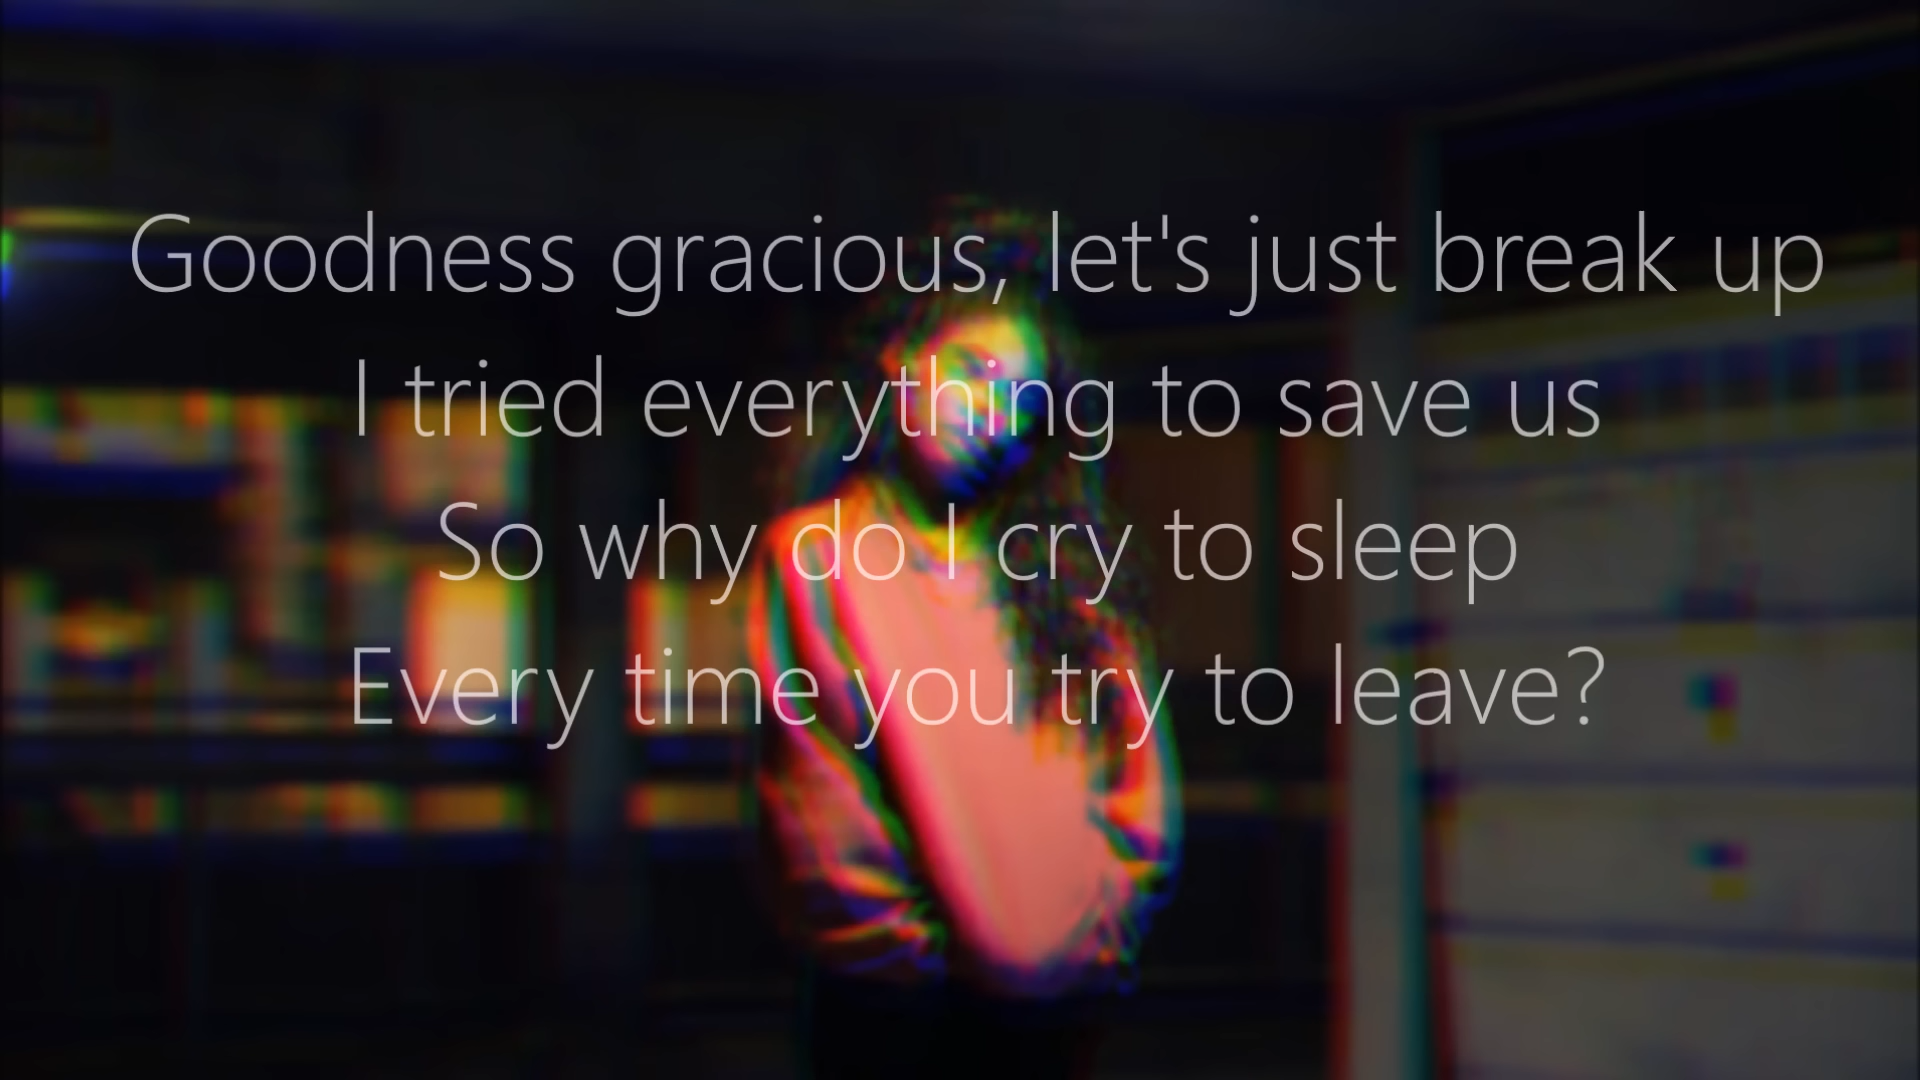 Goodness gracious, let's just break up
I tried everything to save us
So why do I cry to sleep
Every time you try to leave?